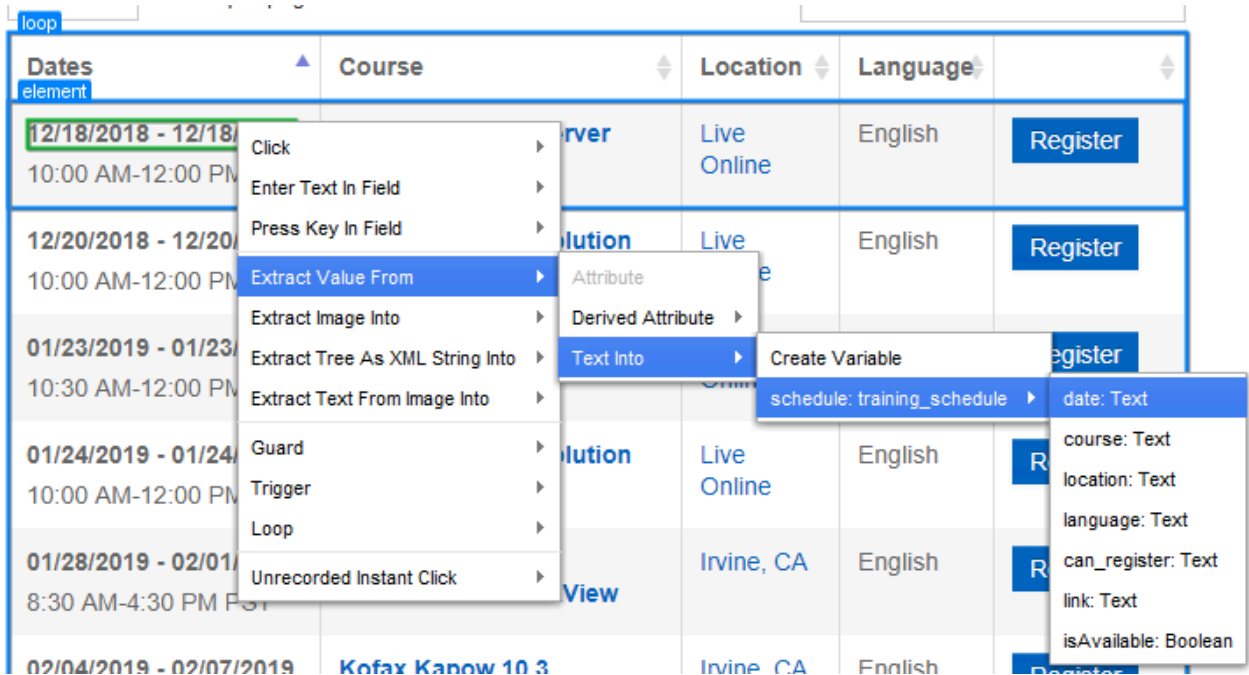 loop
Dates
Course
Location
Language
element
12/18/2018 - 12/18/
Live
English
Register
10:00 AM-12:00 PM
Online
12/20/2018 - 12/20/
Live
English
Register
10:00 AM-12:00 PM
01/23/2019 - 01/23/
10:30 AM-12:00 PM
01/24/2019 - 01/24/
Live
English
10:00 AM-12:00 PM
Online
01/28/2019 - 02/01/
Irvine, CA
English
8:30 AM-4:30 PM PST
View
02/04/2019 - 02/07/2019
Kofax Kapow 10.3
Irvine, CA
English
Register
Click
Enter Text In Field
Press Key In Field
Extract Value From
Extract Image Into
Extract Tree As XML String Into
Extract Text From Image Into
Guard
Trigger
Loop
Unrecorded Instant Click
Attribute
Derived Attribute
Text Into
Create Variable
schedule: training_schedule
date: Text
course: Text
location: Text
language: Text
can_register: Text
link: Text
isAvailable: Boolean